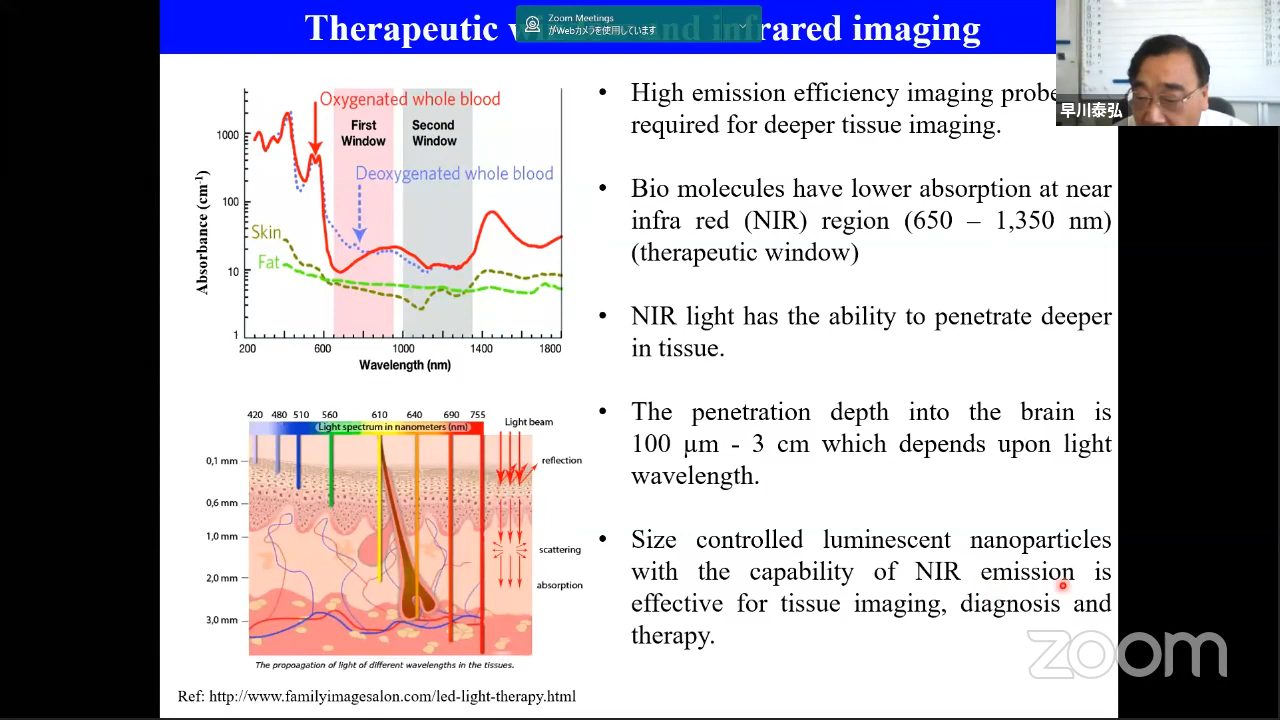 Therapeutic w nd infrared imaging
Zoom Meetings
がWebカメラを使用しています
早川泰弘
Oxygenated whole blood
First
Window
Second
Window
Deoxygenated whole blood
Skin
Fat
Absorbance (cm-1)
1000
100
10
1
200 600 1000 1400 1800
Wavelength (nm)
420 480 510 560 610 640 690 755
Light spectrum in nanometers (nm)
Light beam
0,1 mm
0,6 mm
1,0 mm
2,0 mm
3,0 mm
reflection
scattering
absorption
The propoagation of light of different wavelengths in the tissues.
Ref: http://www.familyimagesalon.com/led-light-therapy.html
• High emission efficiency imaging probe
required for deeper tissue imaging.
• Bio molecules have lower absorption at near
infra red (NIR) region (650 – 1,350 nm)
(therapeutic window)
• NIR light has the ability to penetrate deeper
in tissue.
• The penetration depth into the brain is
100 µm - 3 cm which depends upon light
wavelength.
• Size controlled luminescent nanoparticles
with the capability of NIR emission is
effective for tissue imaging, diagnosis and
therapy.
zoom